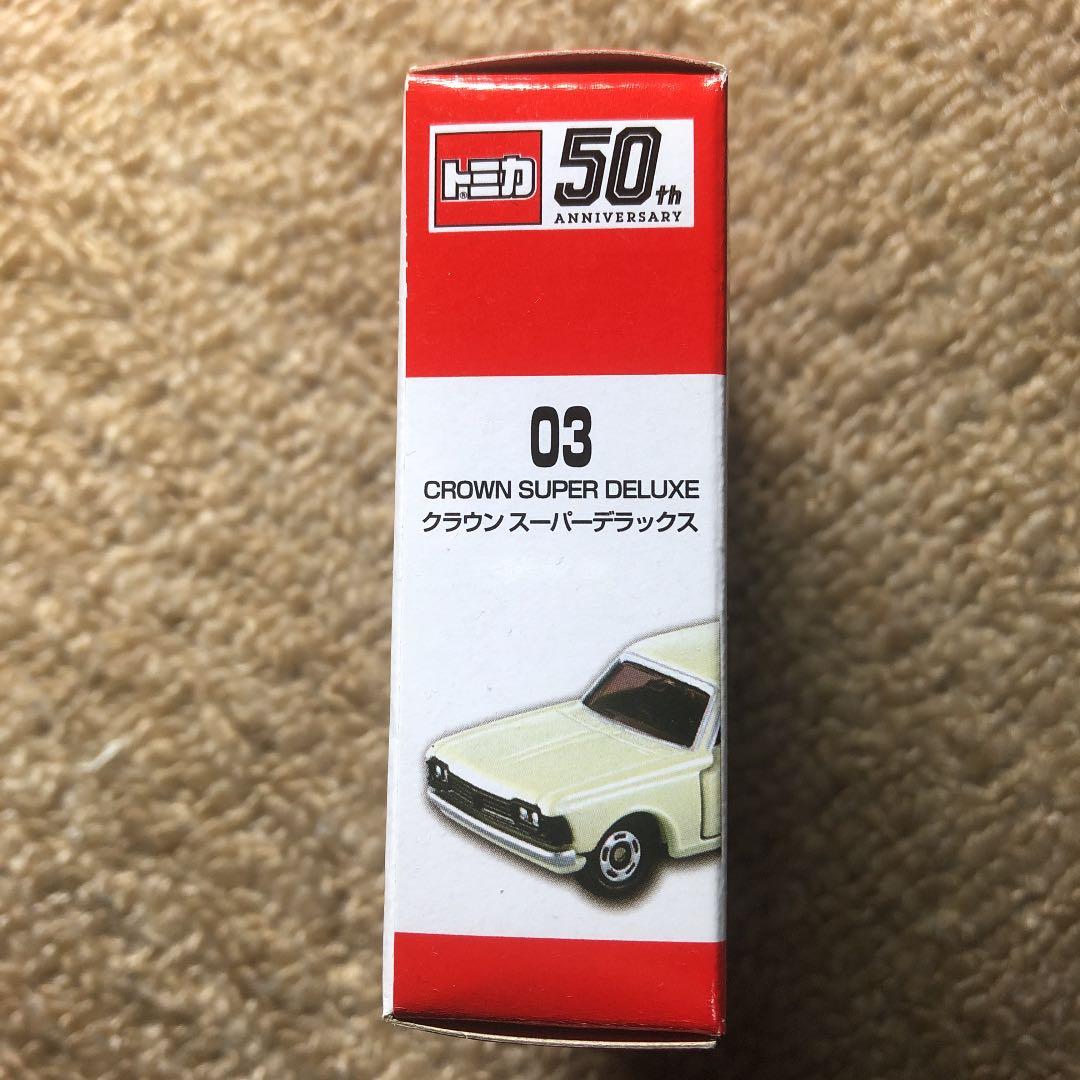 トミカ®
50th
ANNIVERSARY
03
CROWN SUPER DELUXE
クラウン スーパーデラックス